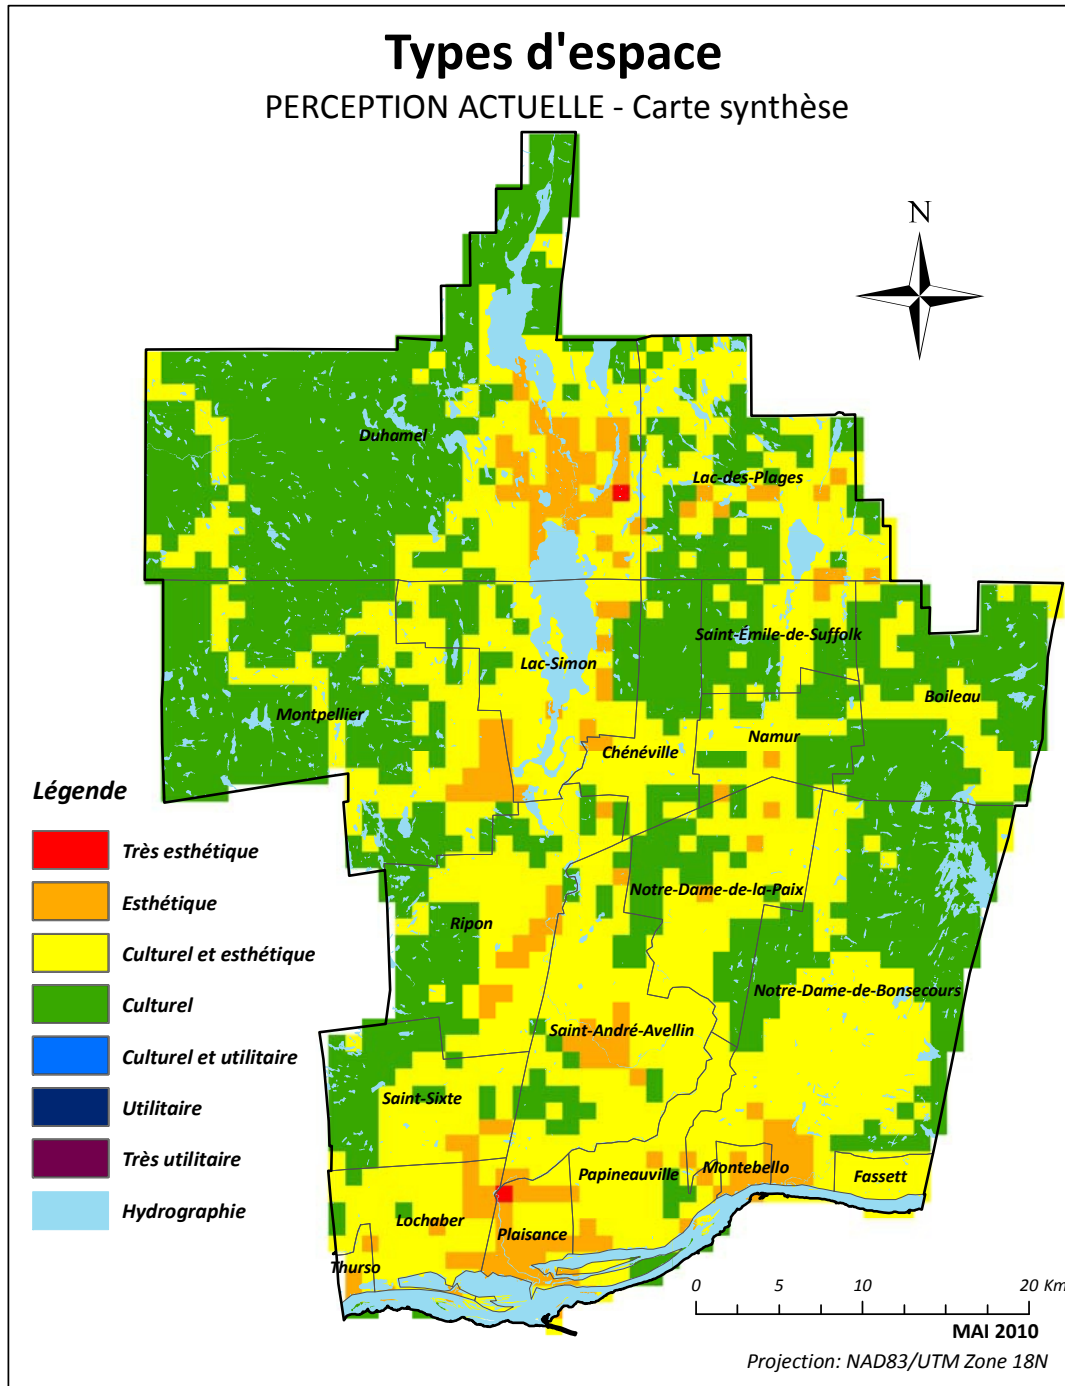 Types d'espace
PERCEPTION ACTUELLE - Carte synthèse
N
Duhamel
Lac-des-Plages
Saint-Émile-de-Suffolk
Lac-Simon
Boileau
Montpellier
Namur
Chénéville
Légende
Très esthétique
Esthétique
Culturel et esthétique
Culturel
Culturel et utilitaire
Utilitaire
Très utilitaire
Hydrographie
Notre-Dame-de-la-Paix
Ripon
Notre-Dame-de-Bonsecours
Saint-André-Avellin
Saint-Sixte
Papineauville
Montebello
Fassett
Lochaber
Plaisance
Thurso
0 5 10 20 Km
MAI 2010
Projection: NAD83/UTM Zone 18N